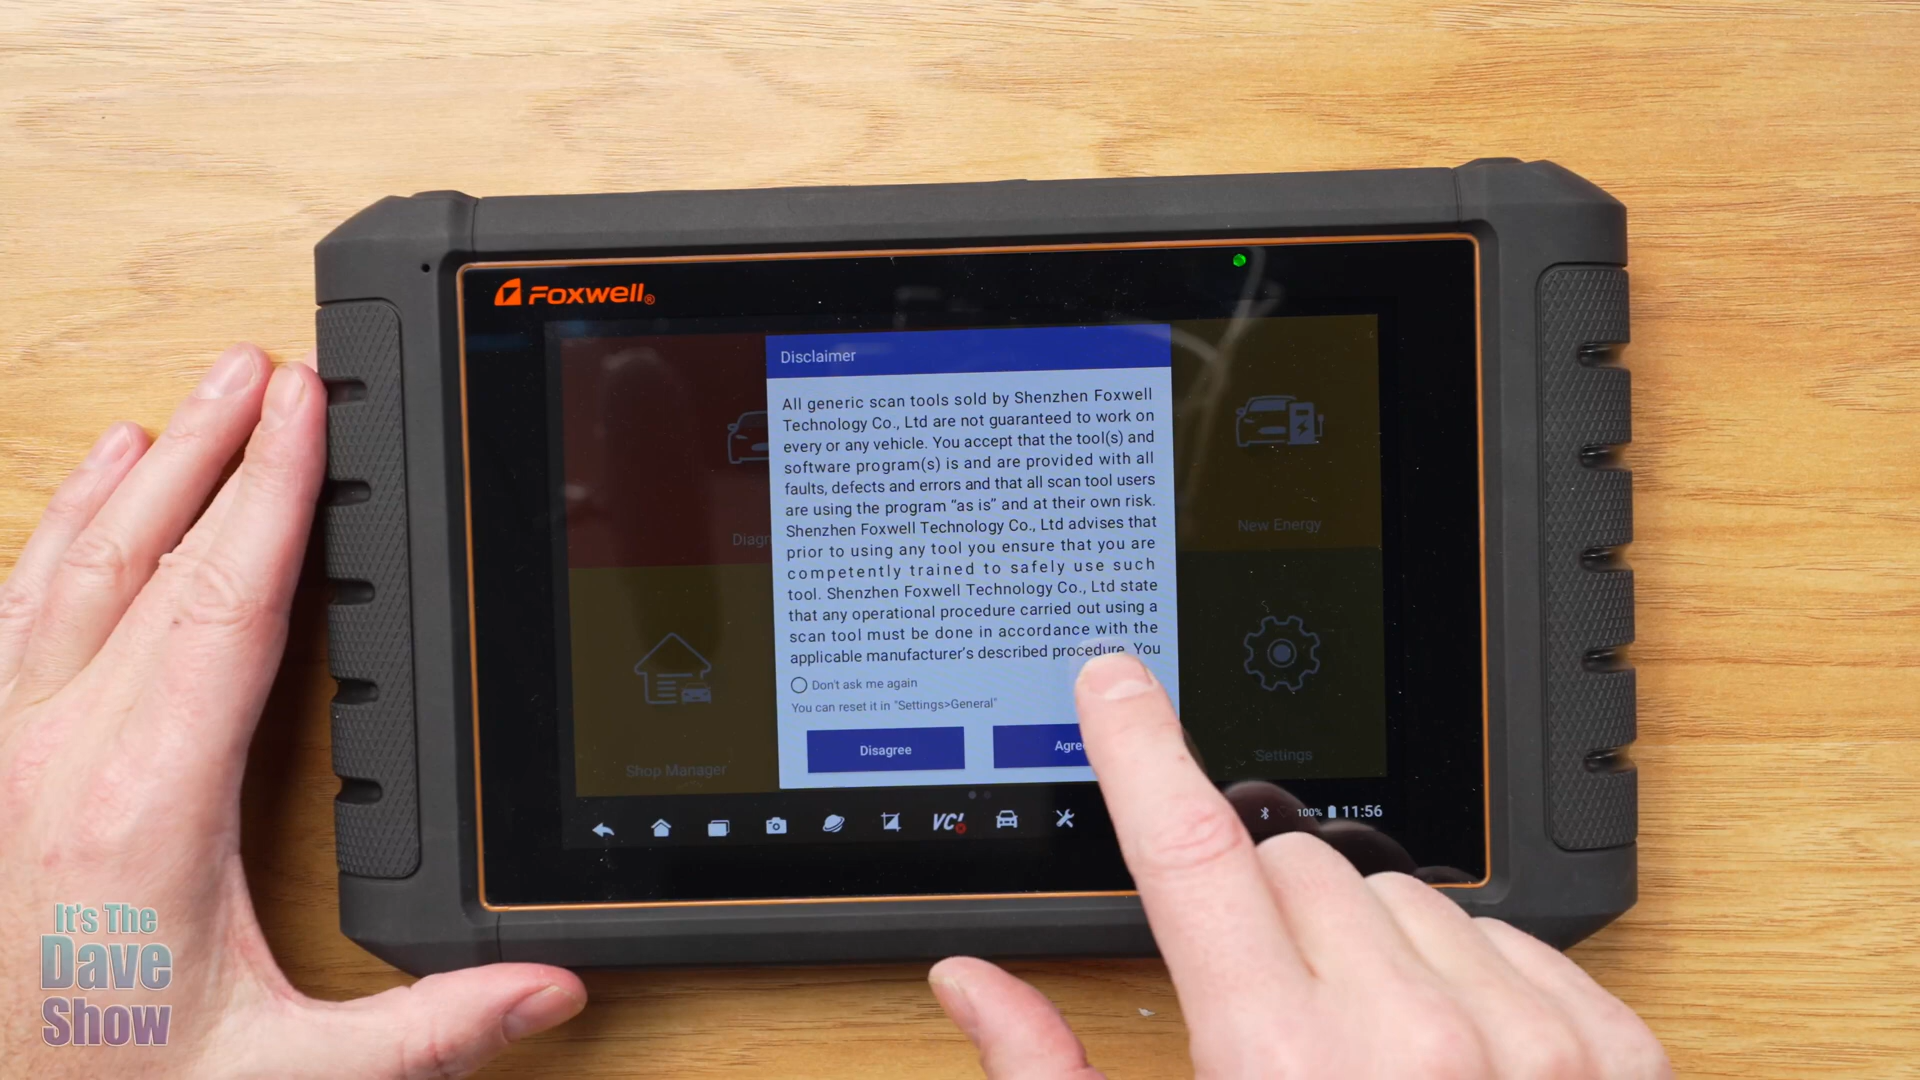 Foxwell®
Disclaimer
All generic scan tools sold by Shenzhen Foxwell
Technology Co., Ltd are not guaranteed to work on
every or any vehicle. You accept that the tool(s) and
software program(s) is and are provided with all
faults, defects and errors and that all scan tool users
are using the program “as is” and at their own risk.
Shenzhen Foxwell Technology Co., Ltd advises that
prior to using any tool you ensure that you are
competently trained to safely use such
tool. Shenzhen Foxwell Technology Co., Ltd state
that any operational procedure carried out using a
scan tool must be done in accordance with the
applicable manufacturer's described procedure. You
Don't ask me again
You can reset it in "Settings>General"
Disagree
Agre
Diagn
New Energy
Shop Manager
Settings
VCI
100%
11:56
It's The
Dave
Show